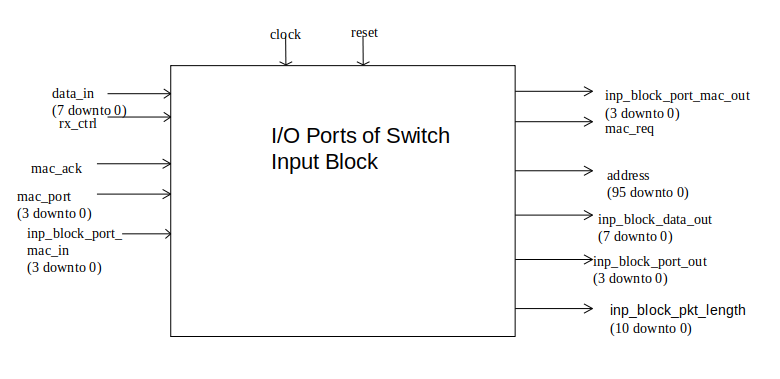 clock
reset
data_in
(7 downto 0)
rx_ctrl
mac_ack
mac_port
(3 downto 0)
inp_block_port_
mac_in
(3 downto 0)
I/O Ports of Switch
Input Block
inp_block_port_mac_out
(3 downto 0)
mac_req
address
(95 downto 0)
inp_block_data_out
(7 downto 0)
inp_block_port_out
(3 downto 0)
inp_block_pkt_length
(10 downto 0)